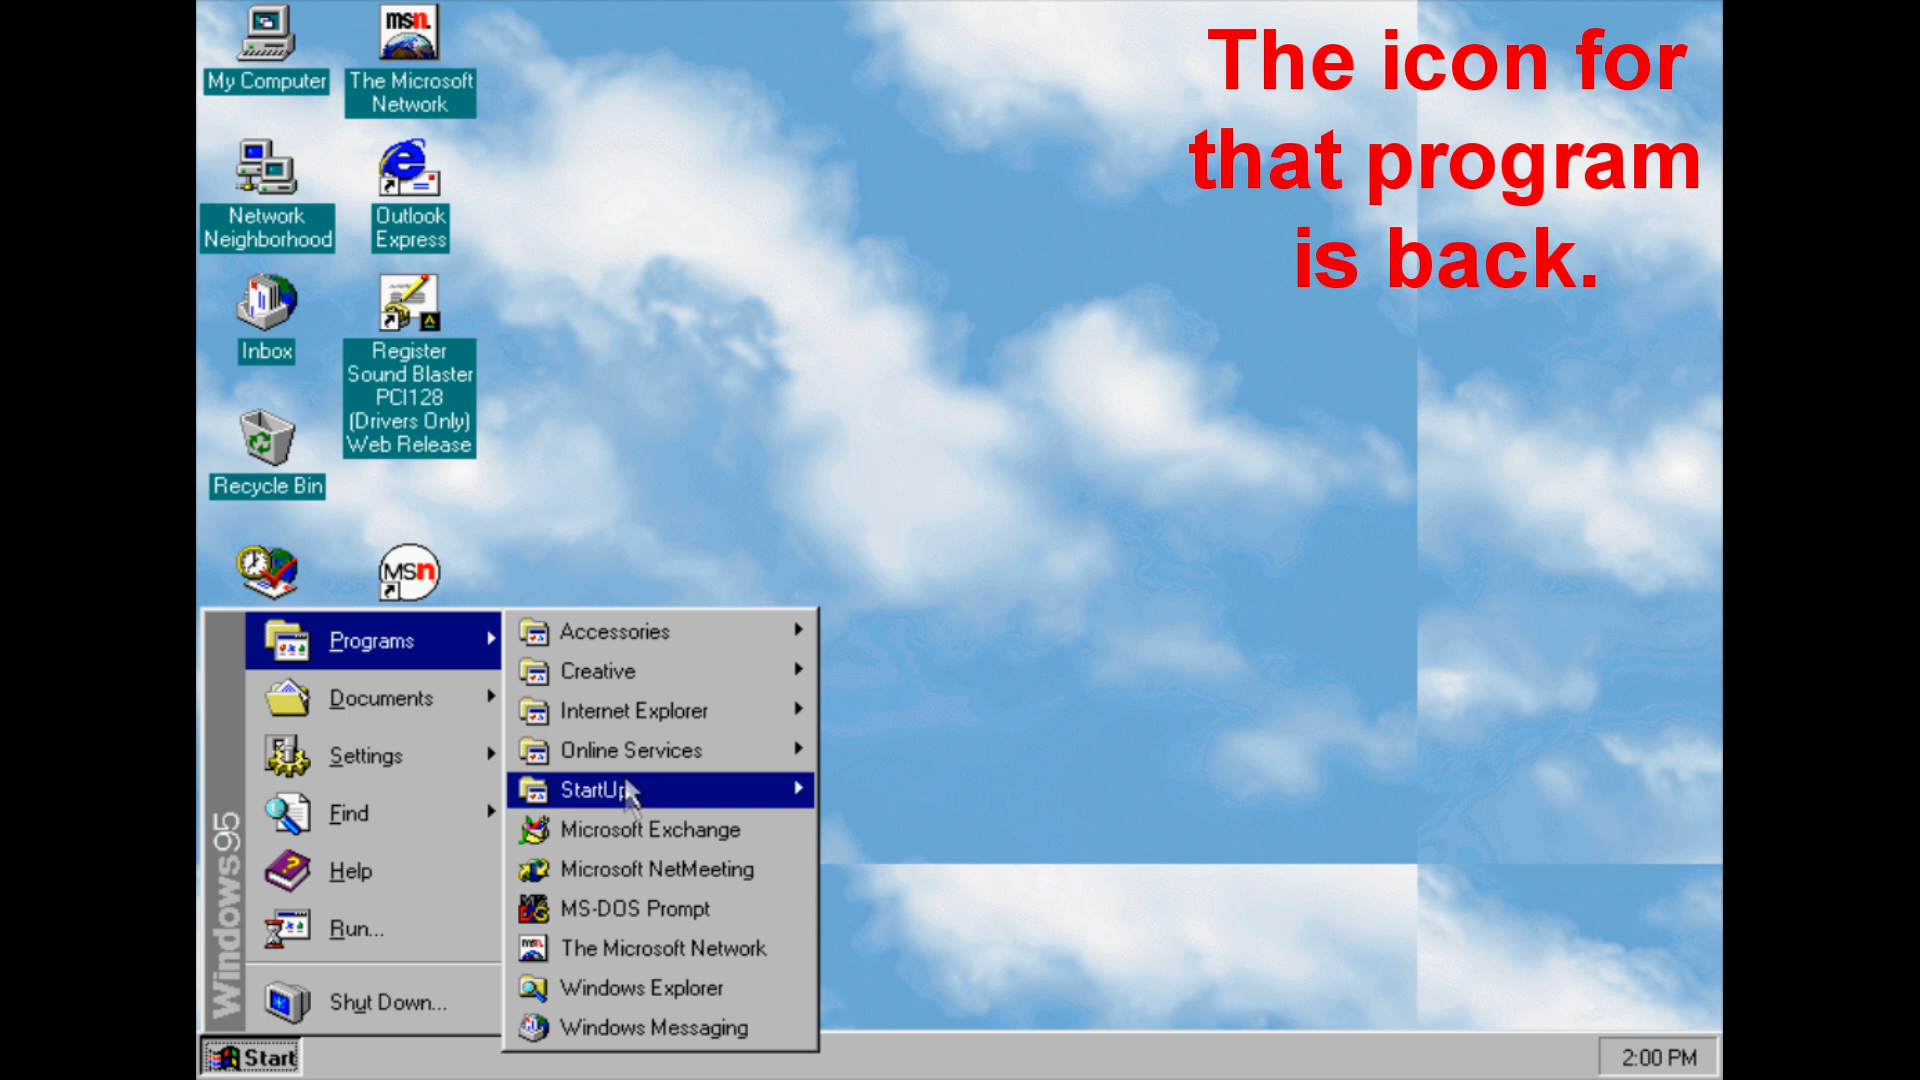 The icon for
that program
is back.
msn.
My Computer
The Microsoft
Network
Network
Neighborhood
Outlook
Express
Inbox
Register
Sound Blaster
PCI128
(Drivers Only)
Web Release
Recycle Bin
MSn
Programs
Documents
Settings
Find
Help
Run...
Shut Down...
Windows95
Accessories
Creative
Internet Explorer
Online Services
StartUp
Microsoft Exchange
Microsoft NetMeeting
MS-DOS Prompt
msn.
The Microsoft Network
Windows Explorer
Windows Messaging
Start
2:00 PM